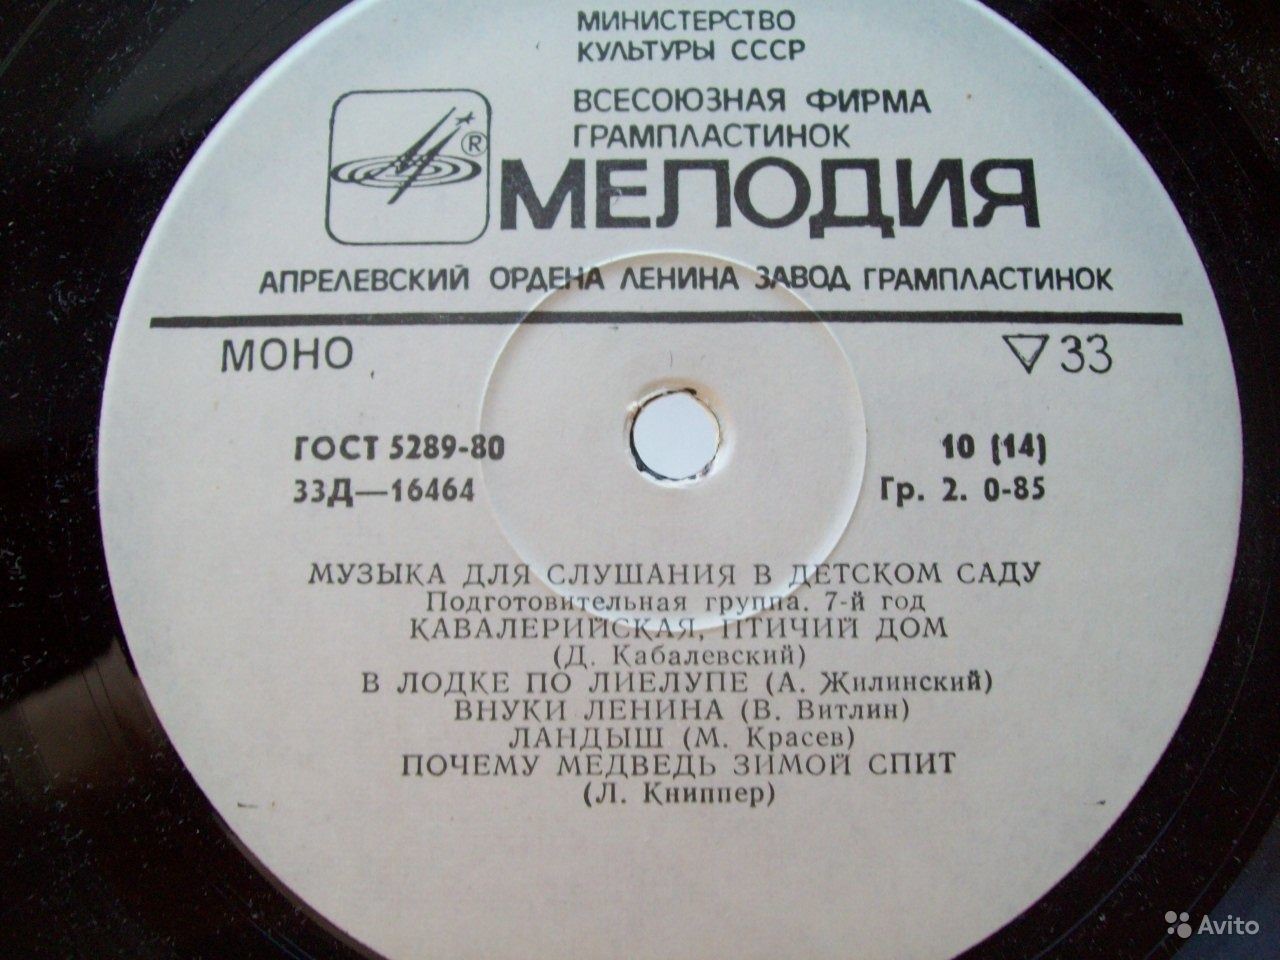 МИНИСТЕРСТВО
КУЛЬТУРЫ СССР
ВСЕСОЮЗНАЯ ФИРМА
ГРАМПЛАСТИНОК
®
МЕЛОДИЯ
АПРЕЛЕВСКИЙ ОРДЕНА ЛЕНИНА ЗАВОД ГРАМПЛАСТИНОК
МОНО ▽33
ГОСТ 5289-80 10 (14)
33Д—16464 Гр. 2. 0-85
МУЗЫКА ДЛЯ СЛУШАНИЯ В ДЕТСКОМ САДУ
Подготовительная группа. 7-й год
КАВАЛЕРИЙСКАЯ, ПТИЧИЙ ДОМ
(Д. Кабалевский)
В ЛОДКЕ ПО ЛИЕЛУПЕ (А. Жилинский)
ВНУКИ ЛЕНИНА (В. Витлин)
ЛАНДЫШ (М. Красев)
ПОЧЕМУ МЕДВЕДЬ ЗИМОЙ СПИТ
(Л. Книппер)
Avito